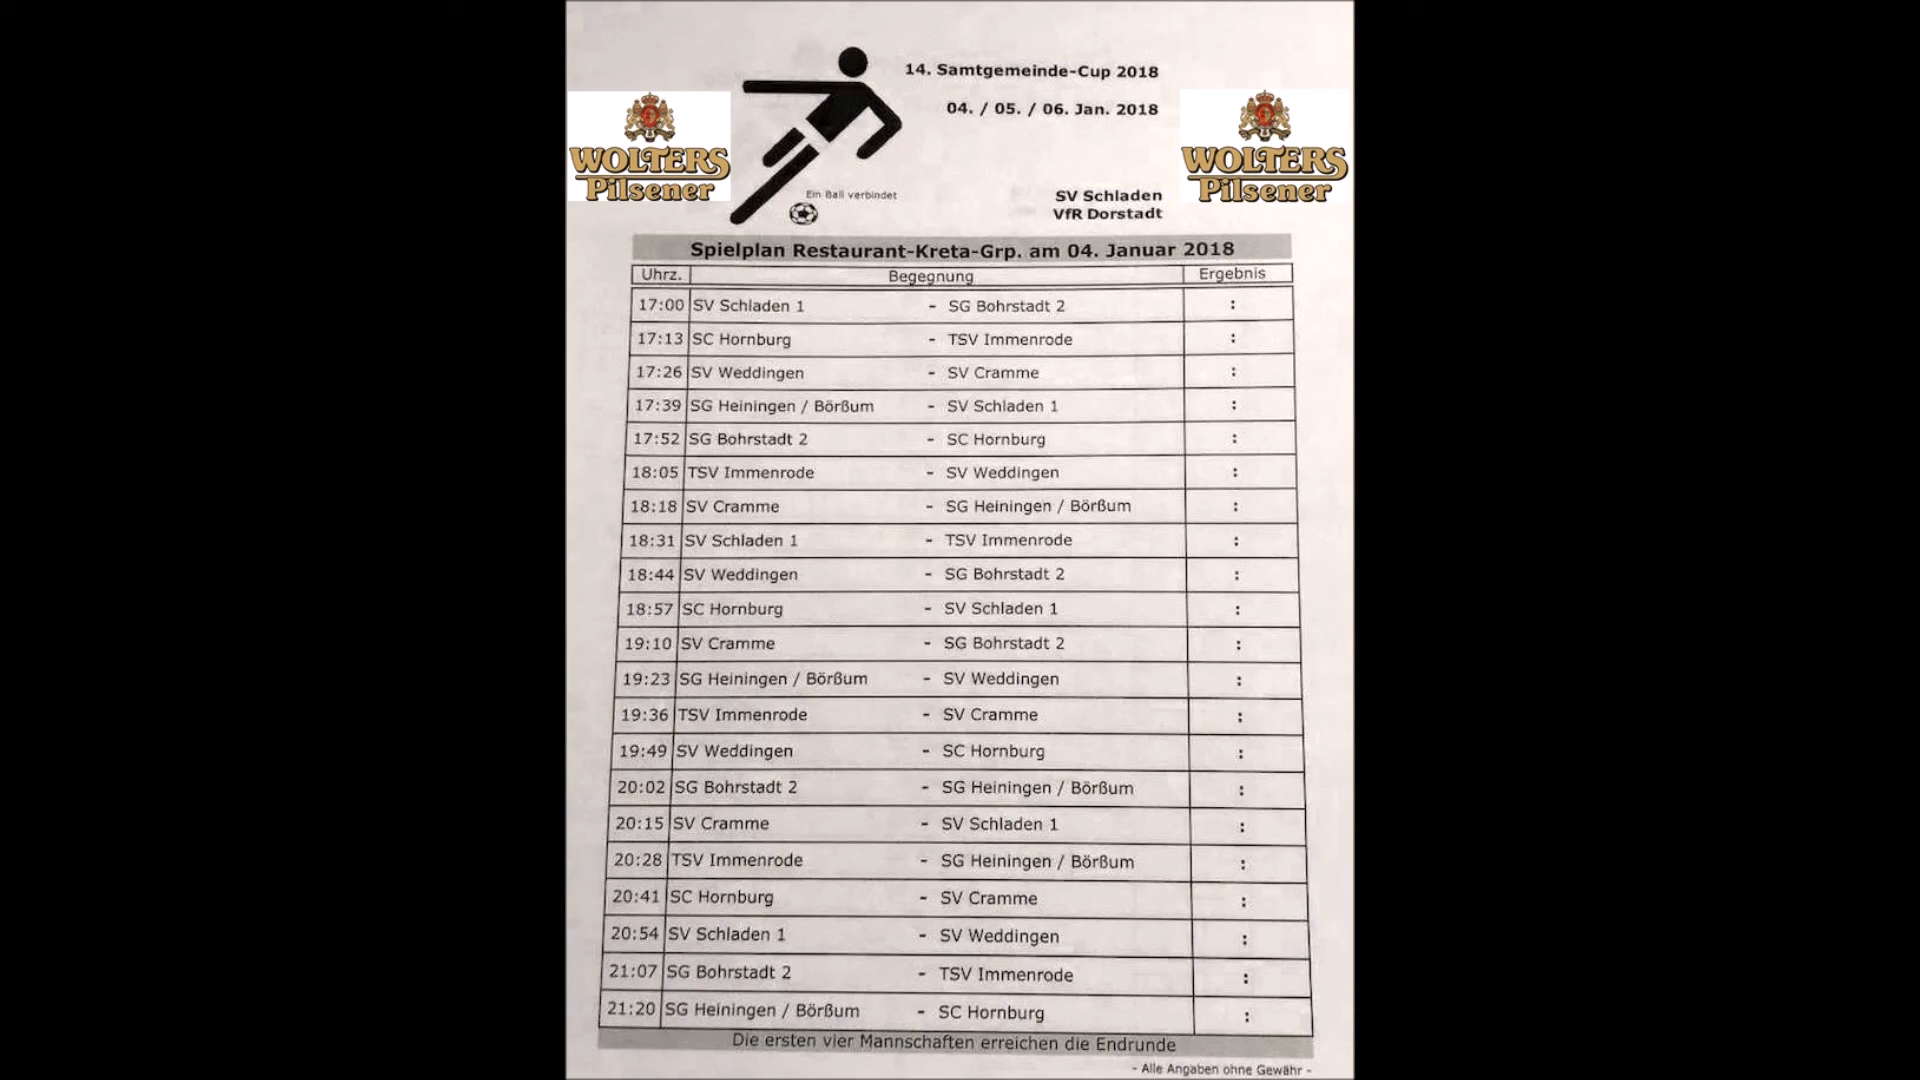 14. Samtgemeinde-Cup 2018
04. / 05. / 06. Jan. 2018
WOLTERS
Pilsener
WOLTERS
Pilsener
Ein Ball verbindet
SV Schladen
VfR Dorstadt
Spielplan Restaurant-Kreta-Grp. am 04. Januar 2018
Uhrz. Begegnung Ergebnis
17:00 SV Schladen 1 - SG Bohrstadt 2 :
17:13 SC Hornburg - TSV Immenrode :
17:26 SV Weddingen - SV Cramme :
17:39 SG Heiningen / Börßum - SV Schladen 1 :
17:52 SG Bohrstadt 2 - SC Hornburg :
18:05 TSV Immenrode - SV Weddingen :
18:18 SV Cramme - SG Heiningen / Börßum :
18:31 SV Schladen 1 - TSV Immenrode :
18:44 SV Weddingen - SG Bohrstadt 2 :
18:57 SC Hornburg - SV Schladen 1 :
19:10 SV Cramme - SG Bohrstadt 2 :
19:23 SG Heiningen / Börßum - SV Weddingen :
19:36 TSV Immenrode - SV Cramme :
19:49 SV Weddingen - SC Hornburg :
20:02 SG Bohrstadt 2 - SG Heiningen / Börßum :
20:15 SV Cramme - SV Schladen 1 :
20:28 TSV Immenrode - SG Heiningen / Börßum :
20:41 SC Hornburg - SV Cramme :
20:54 SV Schladen 1 - SV Weddingen :
21:07 SG Bohrstadt 2 - TSV Immenrode :
21:20 SG Heiningen / Börßum - SC Hornburg :
Die ersten vier Mannschaften erreichen die Endrunde
- Alle Angaben ohne Gewähr -